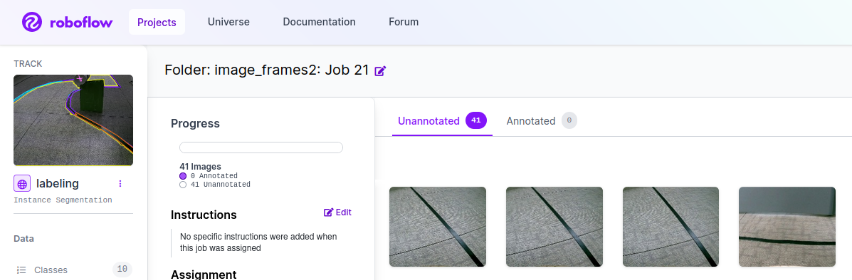 roboflow
Projects
Universe
Documentation
Forum
TRACK
Folder: image_frames2: Job 21
labeling
Instance Segmentation
Data
Classes 10
Progress
41 Images
0 Annotated
41 Unannotated
Instructions
Edit
No specific instructions were added when
this job was assigned
Assignment
Unannotated 41
Annotated 0